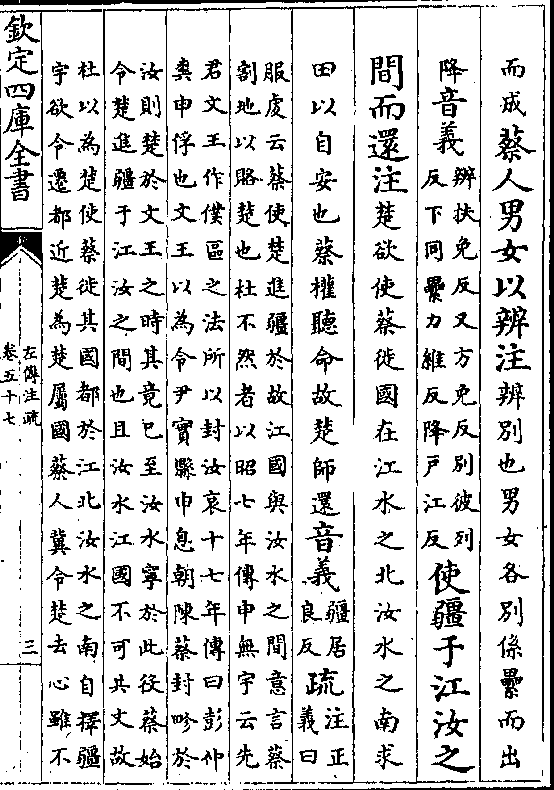 而成蔡人男女以辨注辨別也男女各別係纍而出
降音義辨扶免反又方免反別彼列
反下同纍力維反降戶江反使疆于江汝之
間而還注楚欲使蔡徙國在江水之北汝水之南求
田以自安也蔡權聽命故楚師還音義疆居
良反疏注正
義曰
服虔云蔡使楚進疆於故江國與汝水之間意言蔡
割地以賂楚也杜不然者以昭七年傳申無宇云先
君文王作僕區之法所以封汝哀十七年傳曰彭仲
爽申俘也文王以為令尹實縣申息朝陳蔡封畛於
汝則楚於文王之時其竟已至汝水寧於此役蔡始
令楚進疆于江汝之間也且汝水江國不可共文故
杜以為楚使蔡徙其國都於江北汝水之南自釋疆
宇欲令遷都近楚為楚屬國蔡人冀令楚去心雖不
欽定四庫全書
左傳注疏
卷五十七
三